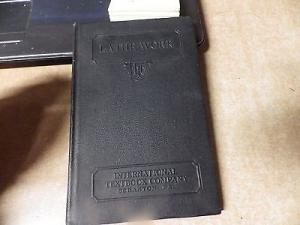 LATHE WORK
INTERNATIONAL
TEXTBOOK COMPANY
SCRANTON, PA.